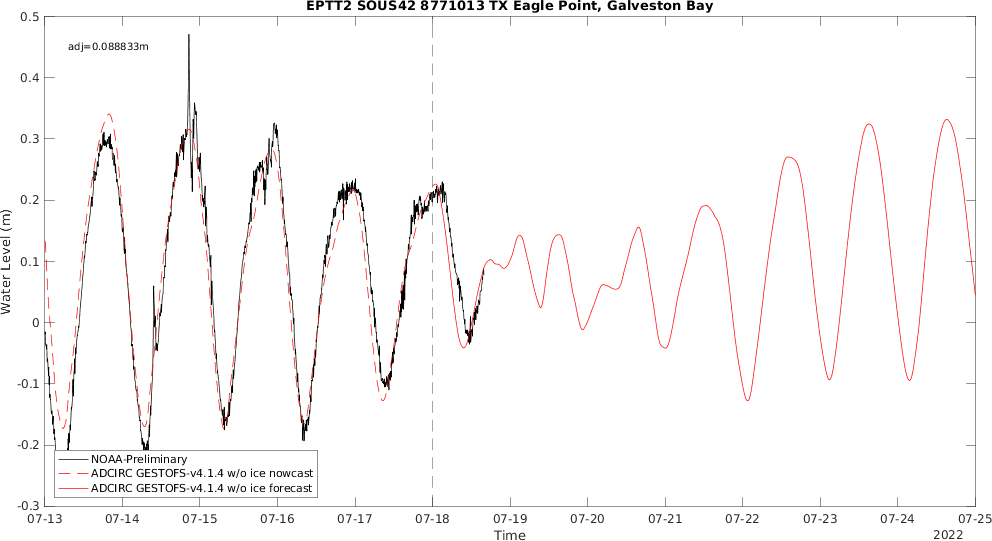 EPTT2 SOUS42 8771013 TX Eagle Point, Galveston Bay
adj=0.088833m
0.5
0.4
0.3
0.2
0.1
0
-0.1
-0.2
-0.3
Water Level (m)
NOAA-Preliminary
ADCIRC GESTOFS-v4.1.4 w/o ice nowcast
ADCIRC GESTOFS-v4.1.4 w/o ice forecast
07-13 07-14 07-15 07-16 07-17 07-18 07-19 07-20 07-21 07-22 07-23 07-24 07-25
Time
2022